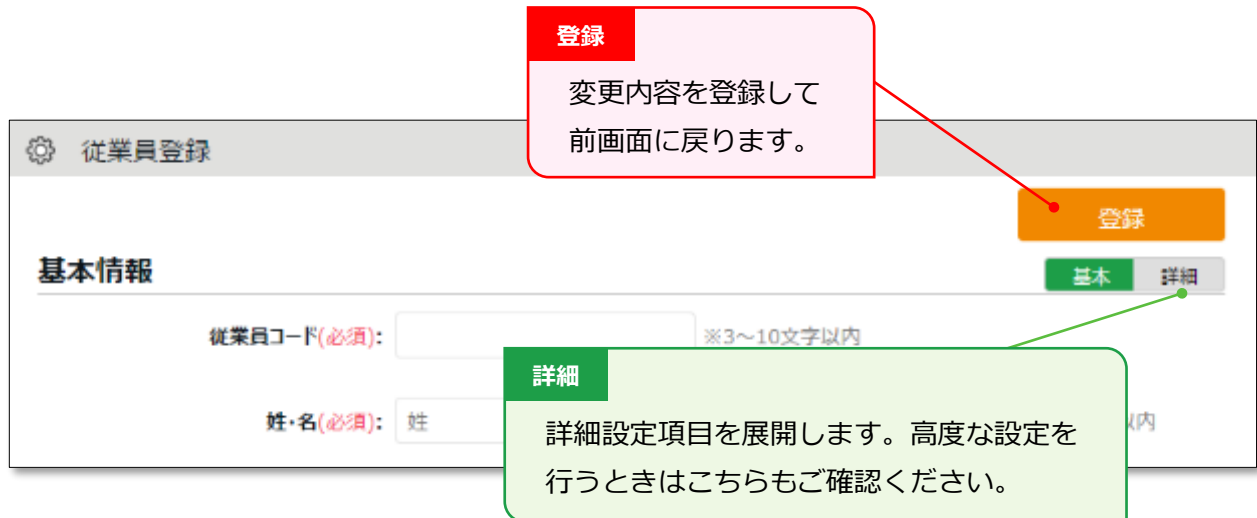 登録
変更内容を登録して
前画面に戻ります。
従業員登録
登録
基本情報
基本 詳細
従業員コード(必須): ※3～10文字以内
姓・名(必須): 姓 以内
詳細
詳細設定項目を展開します。高度な設定を
行うときはこちらもご確認ください。